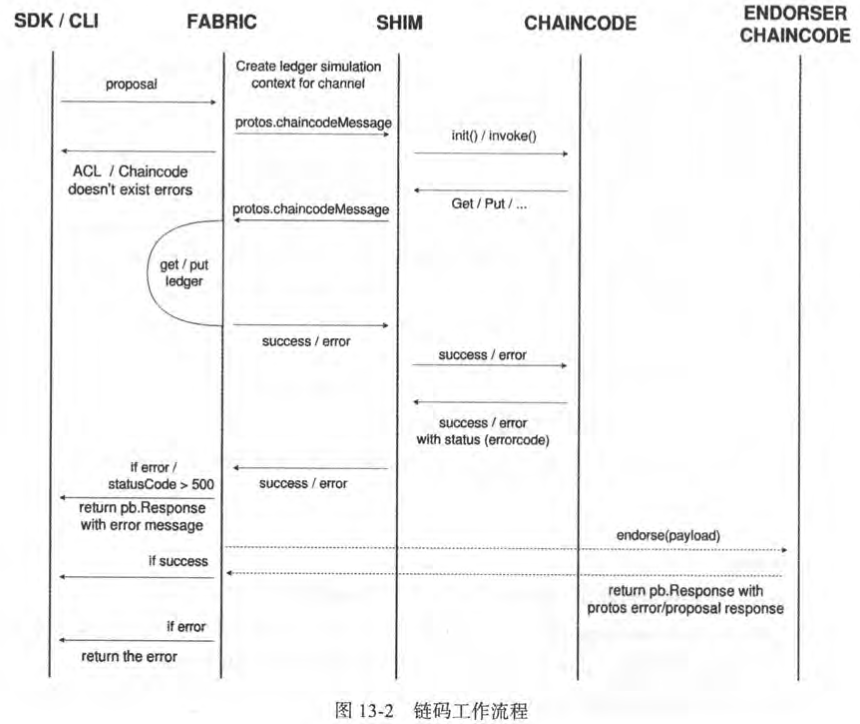 SDK / CLI
FABRIC
SHIM
CHAINCODE
ENDORSER
CHAINCODE
Create ledger simulation
context for channel
proposal
protos.chaincodeMessage
init() / invoke()
ACL / Chaincode
doesn't exist errors
Get / Put / ...
protos.chaincodeMessage
get / put
ledger
success / error
success / error
success / error
with status (errorcode)
if error /
statusCode > 500
success / error
return pb.Response
with error message
endorse(payload)
if success
return pb.Response with
protos error/proposal response
if error
return the error
图 13-2 链码工作流程